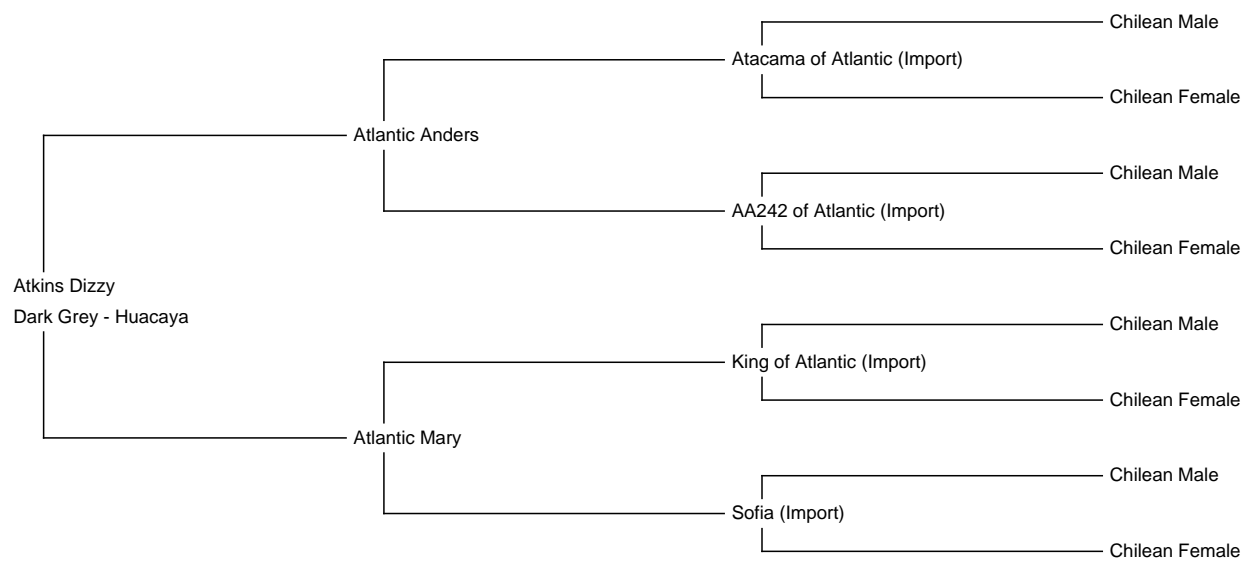 Chilean Male
Atacama of Atlantic (Import)
Chilean Female
Atlantic Anders
Chilean Male
AA242 of Atlantic (Import)
Chilean Female
Atkins Dizzy
Dark Grey - Huacaya
Chilean Male
King of Atlantic (Import)
Chilean Female
Atlantic Mary
Chilean Male
Sofia (Import)
Chilean Female